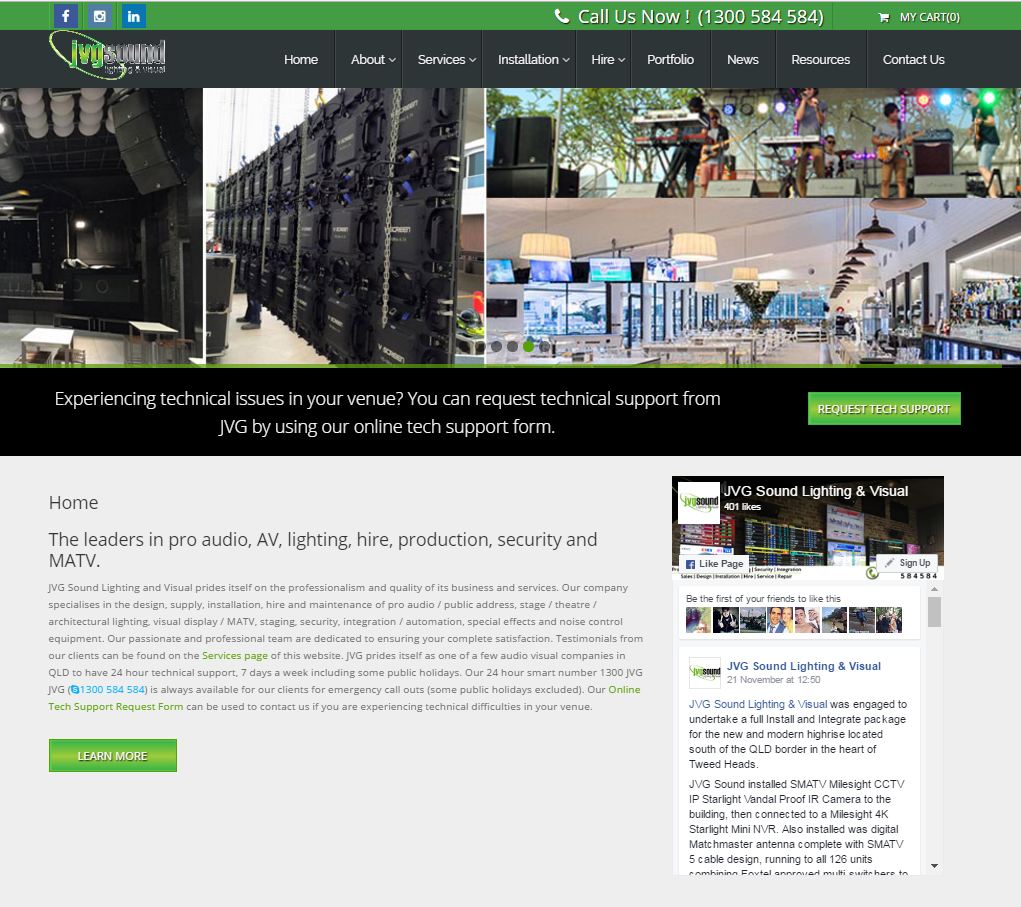 Call Us Now ! (1300 584 584)
MY CART(0)
jvgsound
lighting & visual
Home
About
Services
Installation
Hire
Portfolio
News
Resources
Contact Us
V-SCREEN
V-SCREEN
Experiencing technical issues in your venue? You can request technical support from
JVG by using our online tech support form.
REQUEST TECH SUPPORT
Home
The leaders in pro audio, AV, lighting, hire, production, security and
MATV.
JVG Sound Lighting and Visual prides itself on the professionalism and quality of its business and services. Our company
specialises in the design, supply, installation, hire and maintenance of pro audio / public address, stage / theatre /
architectural lighting, visual display / MATV, staging, security, integration / automation, special effects and noise control
equipment. Our passionate and professional team are dedicated to ensuring your complete satisfaction. Testimonials from
our clients can be found on the Services page of this website. JVG prides itself as one of a few audio visual companies in
QLD to have 24 hour technical support, 7 days a week including some public holidays. Our 24 hour smart number 1300 JVG
JVG (1300 584 584) is always available for our clients for emergency call outs (some public holidays excluded). Our Online
Tech Support Request Form can be used to contact us if you are experiencing technical difficulties in your venue.
LEARN MORE
jvgsound
JVG Sound Lighting & Visual
401 likes
Like Page
Sign Up
Security | Integration
Sales | Design | Installation | Hire | Service | Repair
584584
Be the first of your friends to like this
jvgsound
JVG Sound Lighting & Visual
21 November at 12:50
JVG Sound Lighting & Visual was engaged to
undertake a full Install and Integrate package
for the new and modern highrise located
south of the QLD border in the heart of
Tweed Heads.
JVG Sound installed SMATV Milesight CCTV
IP Starlight Vandal Proof IR Camera to the
building, then connected to a Milesight 4K
Starlight Mini NVR. Also installed was digital
Matchmaster antenna complete with SMATV
5 cable design, running to all 126 units
combining Foxtel approved multi-switchers to